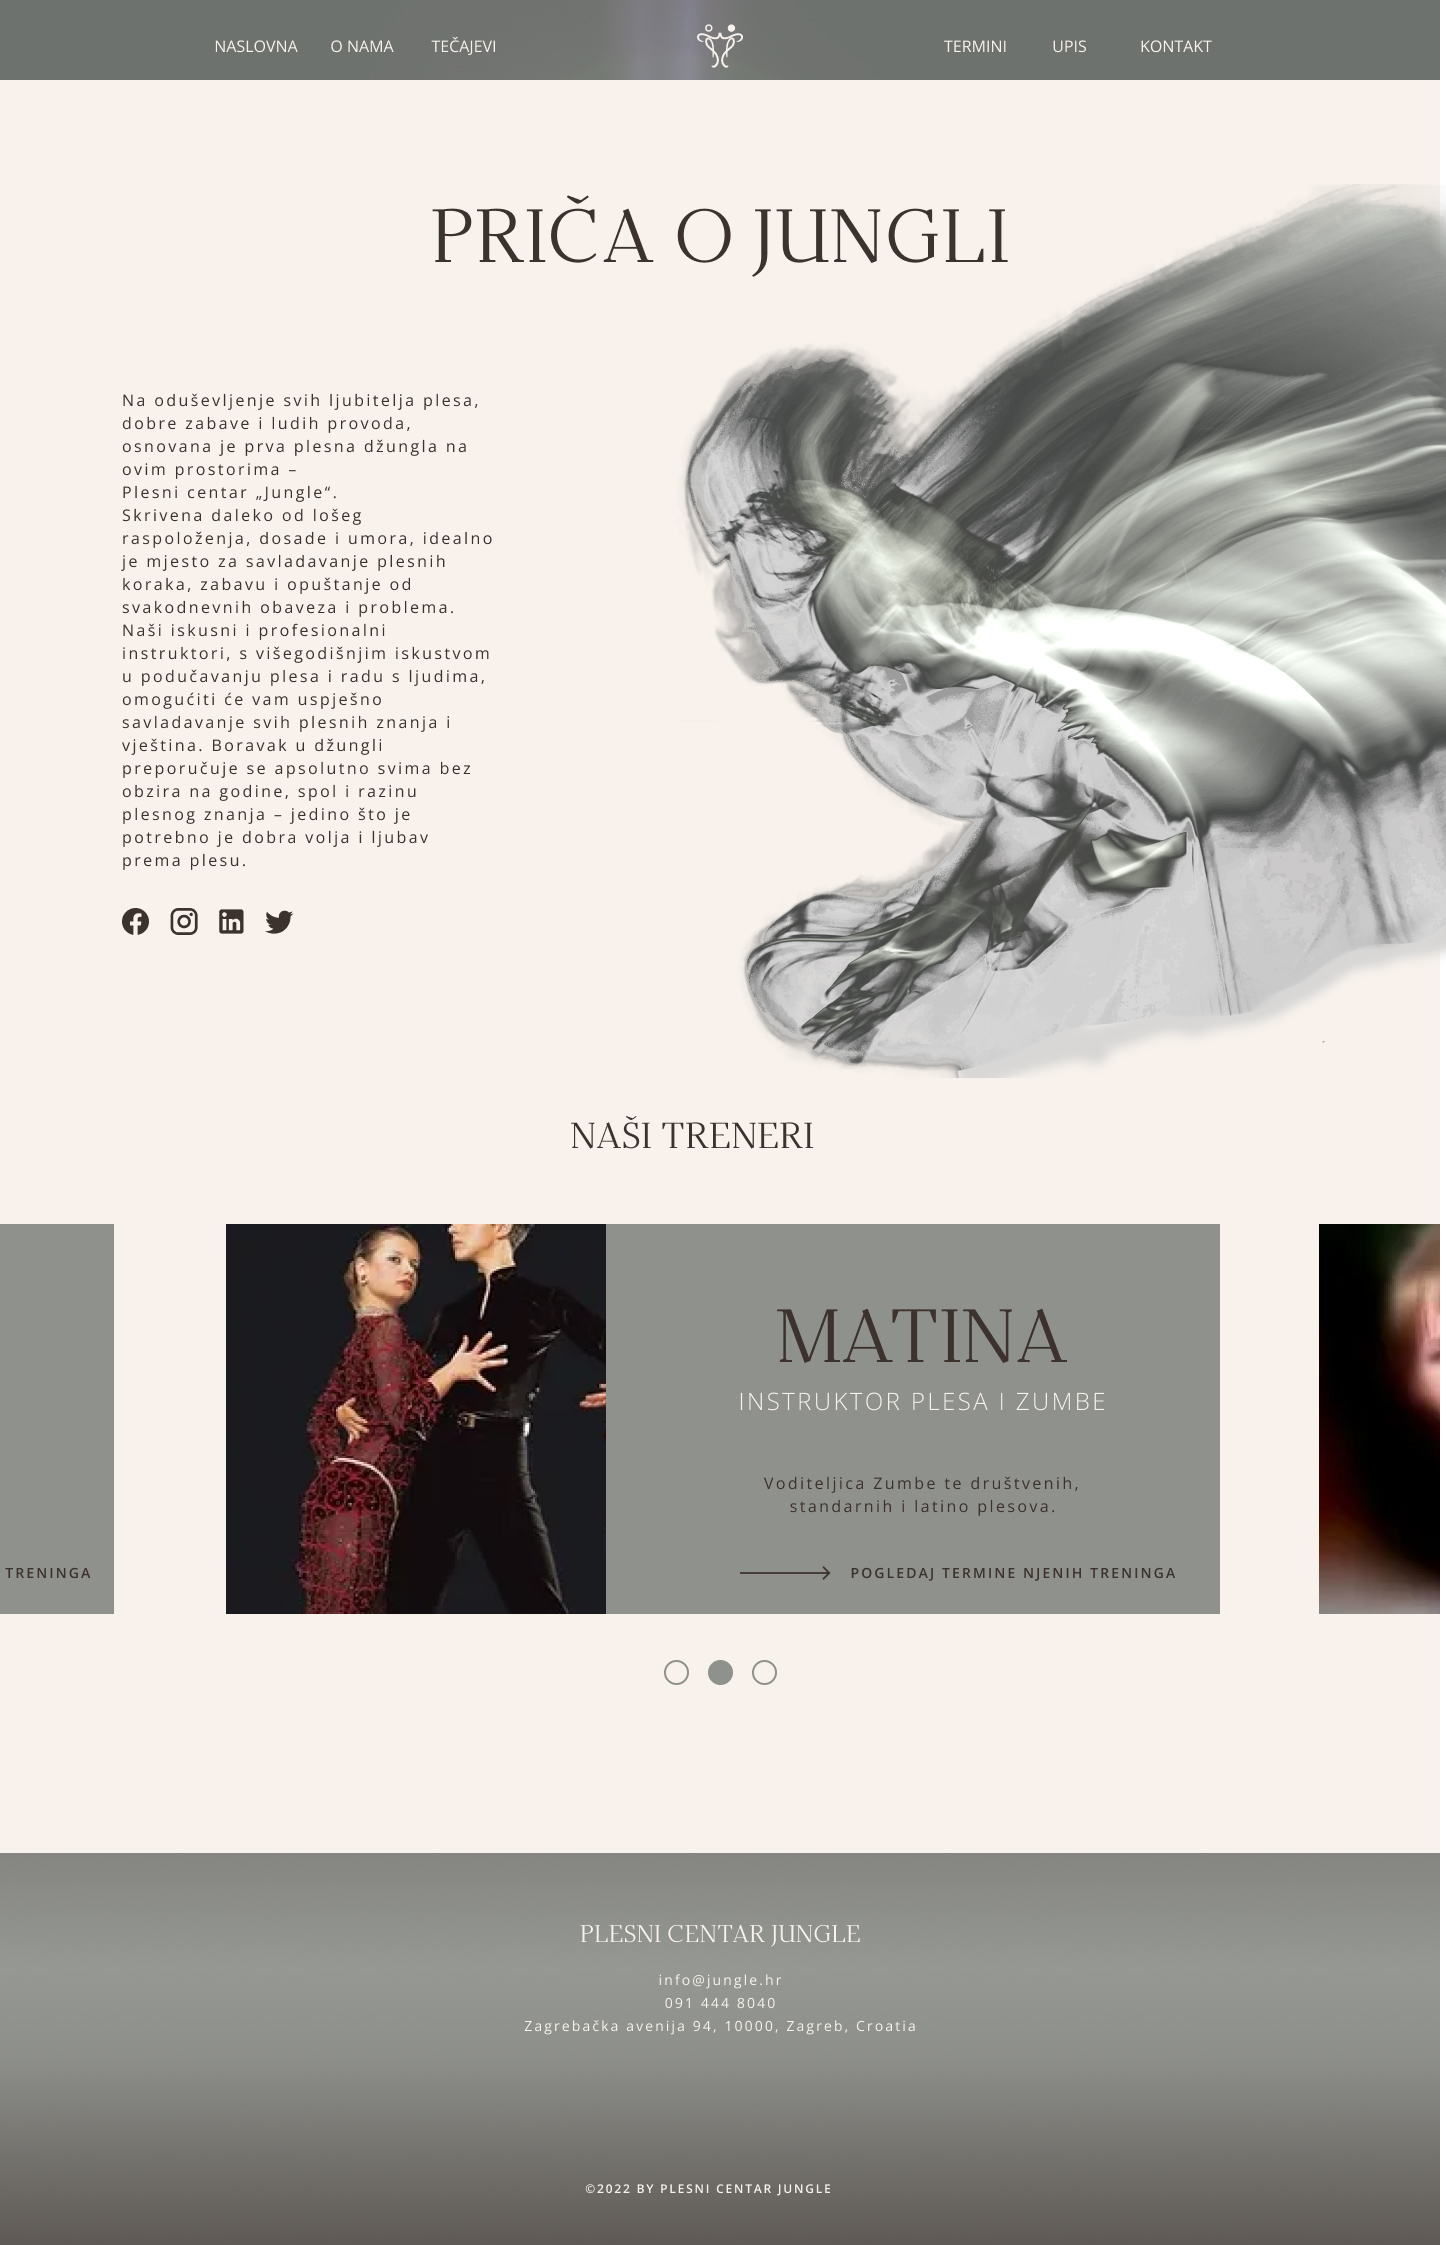 NASLOVNA O NAMA TEČAJEVI TERMINI UPIS KONTAKT
PRIČA O JUNGLI
Na oduševljenje svih ljubitelja plesa,
dobre zabave i ludih provoda,
osnovana je prva plesna džungla na
ovim prostorima –
Plesni centar „Jungle“.
Skrivena daleko od lošeg
raspoloženja, dosade i umora, idealno
je mjesto za savladavanje plesnih
koraka, zabavu i opuštanje od
svakodnevnih obaveza i problema.
Naši iskusni i profesionalni
instruktori, s višegodišnjim iskustvom
u podučavanju plesa i radu s ljudima,
omogućiti će vam uspješno
savladavanje svih plesnih znanja i
vještina. Boravak u džungli
preporučuje se apsolutno svima bez
obzira na godine, spol i razinu
plesnog znanja – jedino što je
potrebno je dobra volja i ljubav
prema plesu.
NAŠI TRENERI
MATINA
INSTRUKTOR PLESA I ZUMBE
Voditeljica Zumbe te društvenih,
standarnih i latino plesova.
TRENINGA
POGLEDAJ TERMINE NJENIH TRENINGA
PLESNI CENTAR JUNGLE
info@jungle.hr
091 444 8040
Zagrebačka avenija 94, 10000, Zagreb, Croatia
©2022 BY PLESNI CENTAR JUNGLE